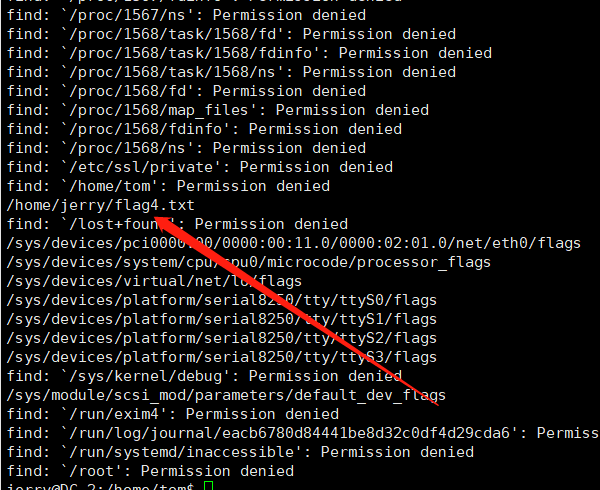 find: `/proc/1567/ns': Permission denied
find: `/proc/1568/task/1568/fd': Permission denied
find: `/proc/1568/task/1568/fdinfo': Permission denied
find: `/proc/1568/task/1568/ns': Permission denied
find: `/proc/1568/fd': Permission denied
find: `/proc/1568/map_files': Permission denied
find: `/proc/1568/fdinfo': Permission denied
find: `/proc/1568/ns': Permission denied
find: `/etc/ssl/private': Permission denied
find: `/home/tom': Permission denied
/home/jerry/flag4.txt
find: `/lost+found': Permission denied
/sys/devices/pci0000:00/0000:00:11.0/0000:02:01.0/net/eth0/flags
/sys/devices/system/cpu/cpu0/microcode/processor_flags
/sys/devices/virtual/net/lo/flags
/sys/devices/platform/serial8250/tty/ttyS0/flags
/sys/devices/platform/serial8250/tty/ttyS1/flags
/sys/devices/platform/serial8250/tty/ttyS2/flags
/sys/devices/platform/serial8250/tty/ttyS3/flags
find: `/sys/kernel/debug': Permission denied
/sys/module/scsi_mod/parameters/default_dev_flags
find: `/run/exim4': Permission denied
find: `/run/log/journal/eacb6780d84441be8d32c0df4d29cda6': Permiss
find: `/run/systemd/inaccessible': Permission denied
find: `/root': Permission denied
jerry@DC-2:/home/tom$